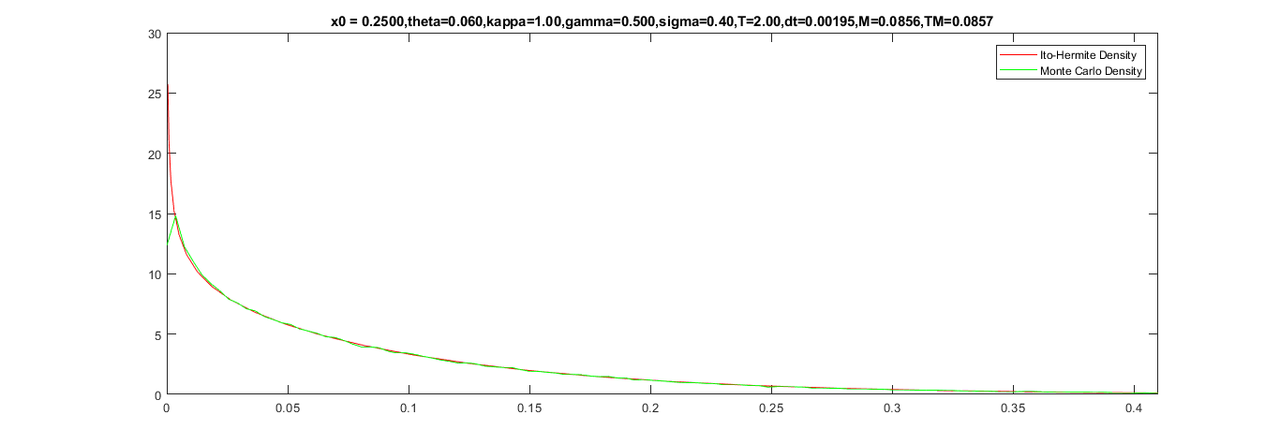 x0 = 0.2500,theta=0.060,kappa=1.00,gamma=0.500,sigma=0.40,T=2.00,dt=0.00195,M=0.0856,TM=0.0857
Ito-Hermite Density
Monte Carlo Density
30
25
20
15
10
5
0
0 0.05 0.1 0.15 0.2 0.25 0.3 0.35 0.4